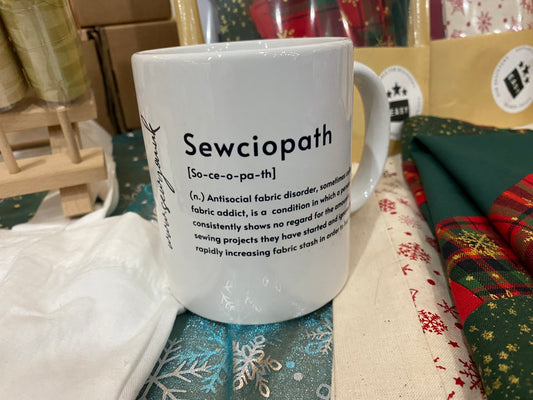 Sewciopath
[So-ce-o-pa-th]
(n.) Antisocial fabric disorder, sometimes
fabric addict, is a condition in which a
consistently shows no regard for the amount
sewing projects they have started and
rapidly increasing fabric stash in order to